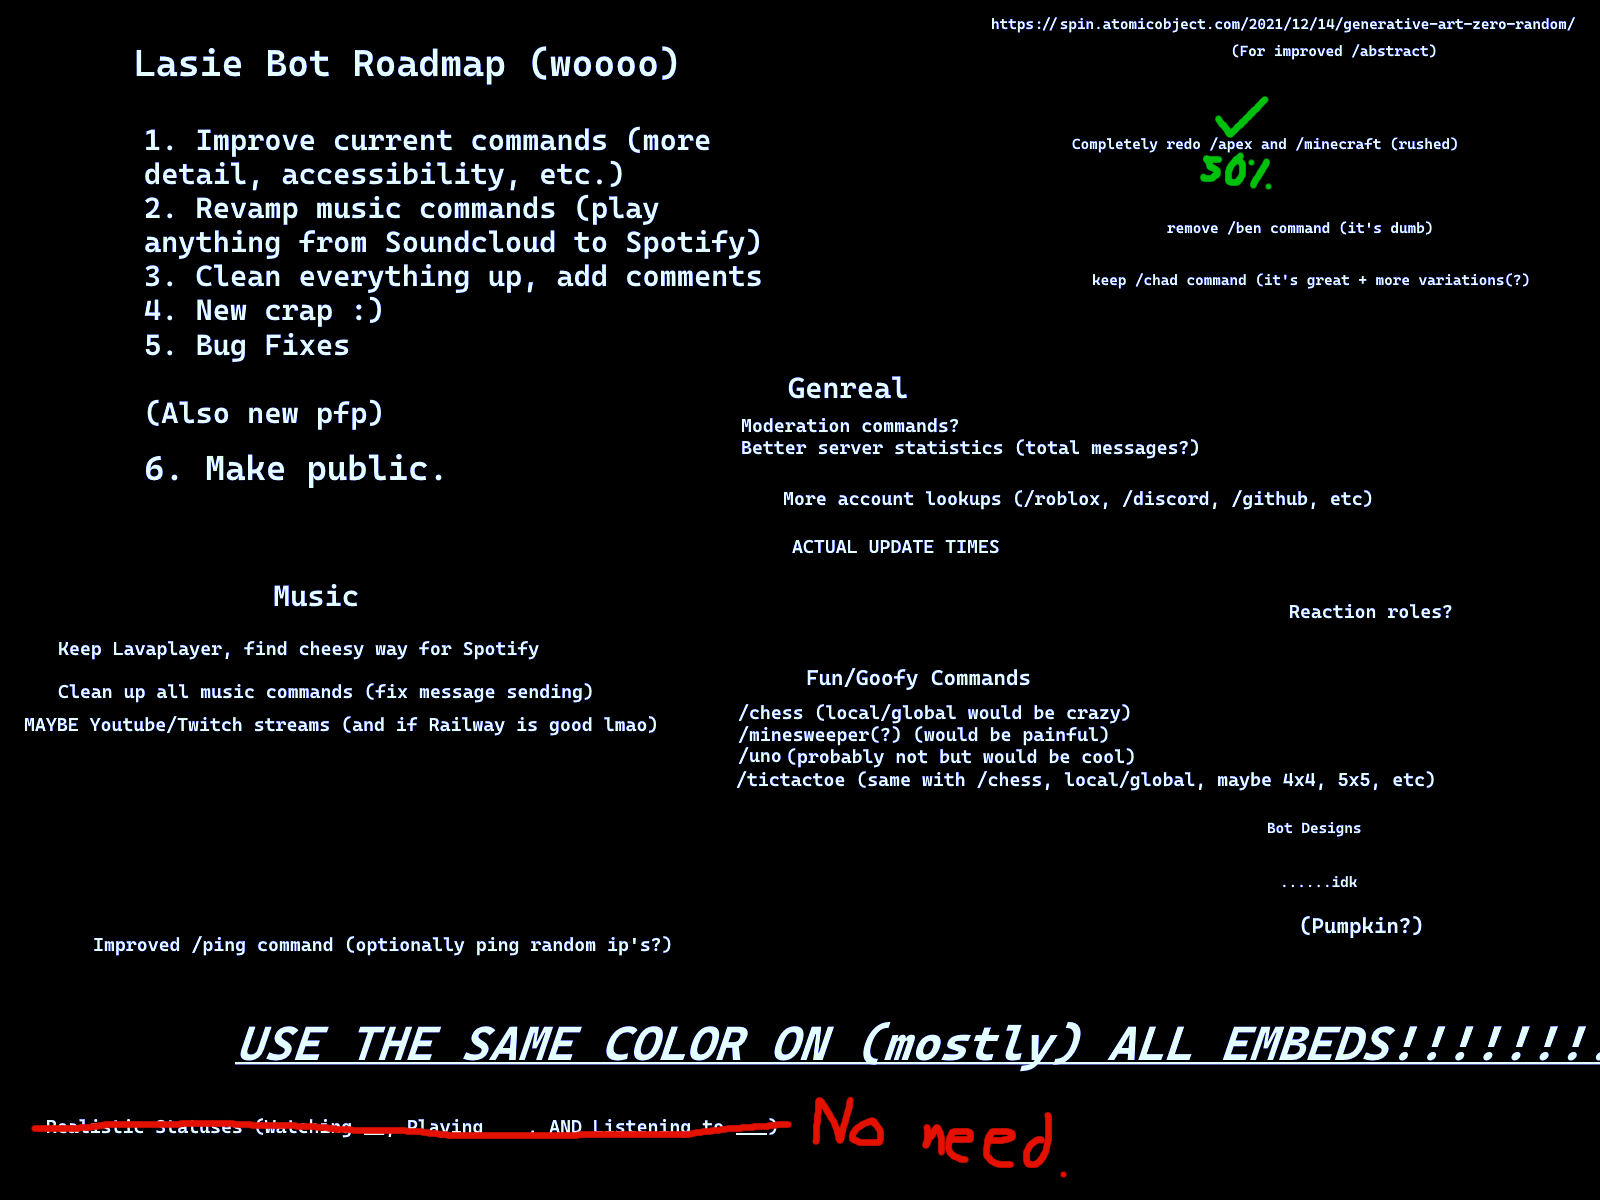 https://spin.atomicobject.com/2021/12/14/generative-art-zero-random/
(For improved /abstract)
Lasie Bot Roadmap (woooo)
1. Improve current commands (more
detail, accessibility, etc.)
2. Revamp music commands (play
anything from Soundcloud to Spotify)
3. Clean everything up, add comments
4. New crap :)
5. Bug Fixes
(Also new pfp)
6. Make public.
Completely redo /apex and /minecraft (rushed)
50%
remove /ben command (it's dumb)
keep /chad command (it's great + more variations(?)
Genreal
Moderation commands?
Better server statistics (total messages?)
More account lookups (/roblox, /discord, /github, etc)
ACTUAL UPDATE TIMES
Reaction roles?
Music
Keep Lavaplayer, find cheesy way for Spotify
Clean up all music commands (fix message sending)
MAYBE Youtube/Twitch streams (and if Railway is good lmao)
Fun/Goofy Commands
/chess (local/global would be crazy)
/minesweeper(?) (would be painful)
/uno (probably not but would be cool)
/tictactoe (same with /chess, local/global, maybe 4x4, 5x5, etc)
Bot Designs
......idk
(Pumpkin?)
Improved /ping command (optionally ping random ip's?)
USE THE SAME COLOR ON (mostly) ALL EMBEDS!!!!!!!!
Realistic Statuses (Watching __, Playing ___, AND Listening to ___)
No need.